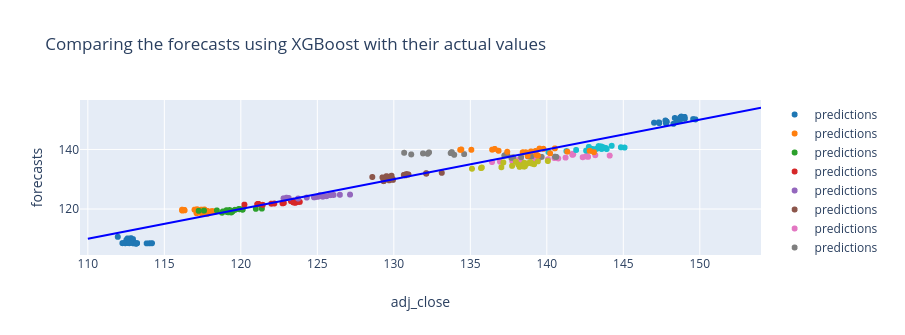 Comparing the forecasts using XGBoost with their actual values
forecasts
140
120
110 115 120 125 130 135 140 145 150
adj_close
predictions
predictions
predictions
predictions
predictions
predictions
predictions
predictions